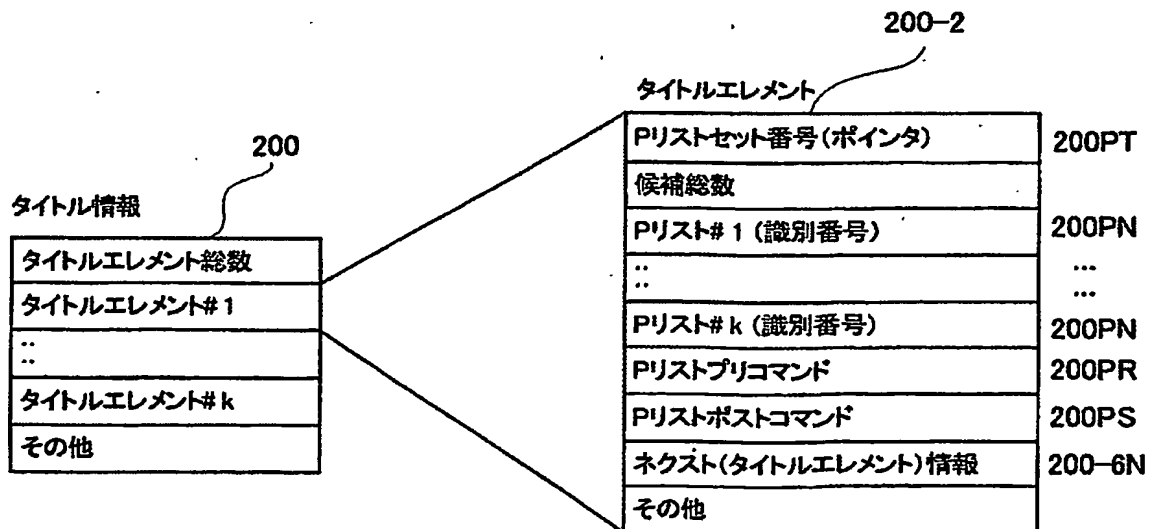 200-2
タイトルエレメント
200
タイトル情報
タイトルエレメント総数
タイトルエレメント#1
::
タイトルエレメント#k
その他
Pリストセット番号(ポインタ) 200PT
候補総数
Pリスト#1(識別番号) 200PN
:: ...
...
Pリスト#k(識別番号) 200PN
Pリストプリコマンド 200PR
Pリストポストコマンド 200PS
ネクスト(タイトルエレメント)情報 200-6N
その他